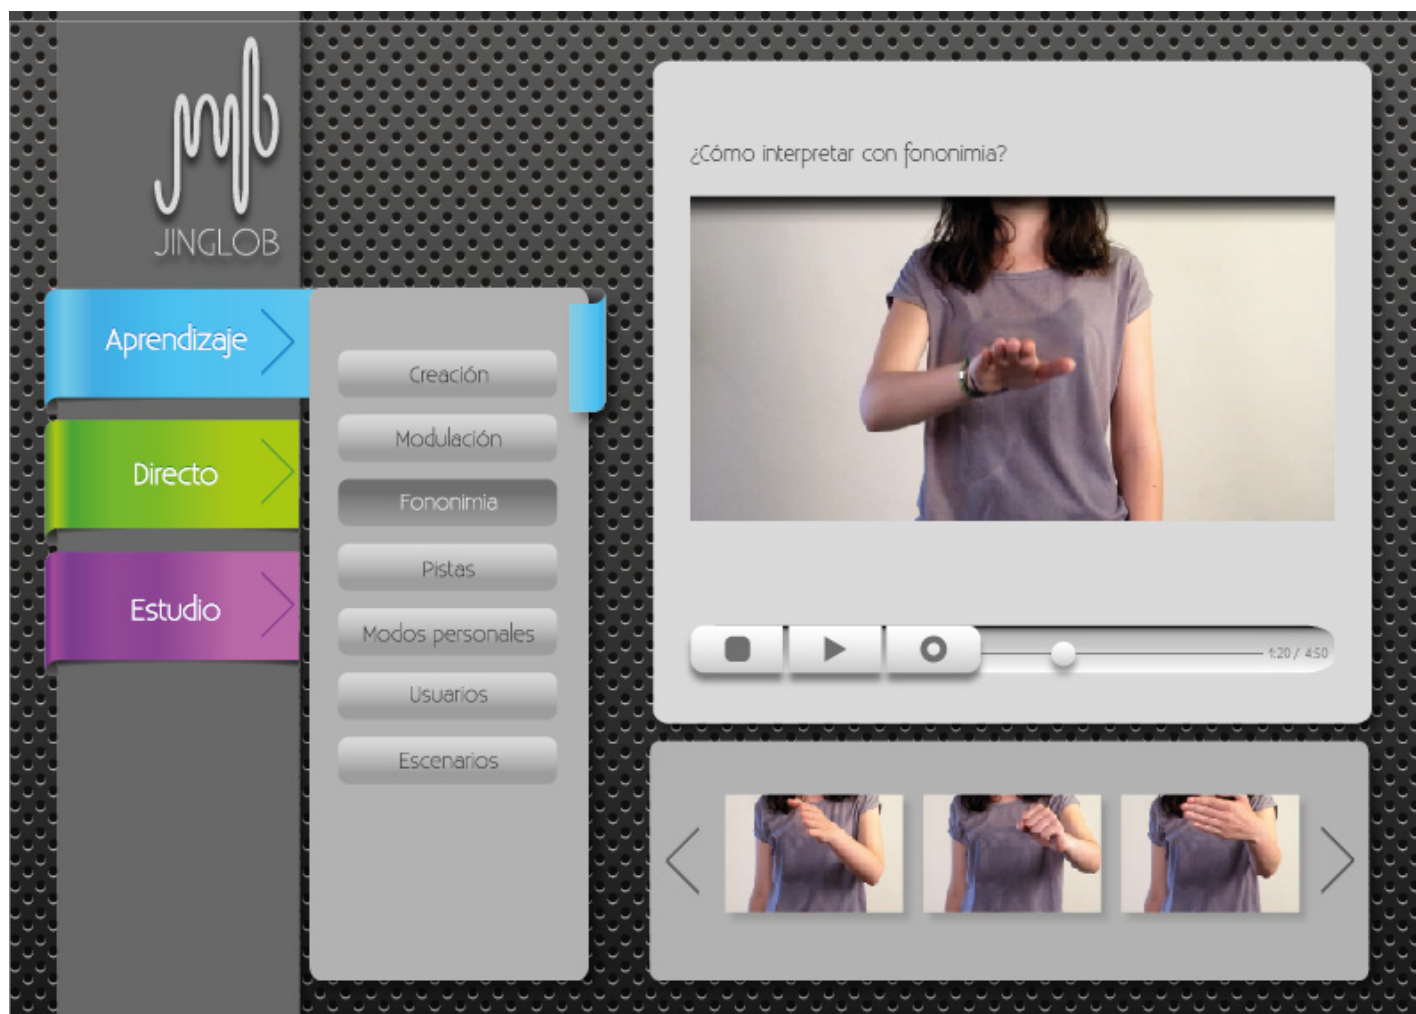 JINGLOB
Aprendizaje
Directo
Estudio
Creación
Modulación
Fononimia
Pistas
Modos personales
Usuarios
Escenarios
¿Cómo interpretar con fononimia?
1:20 / 4:50